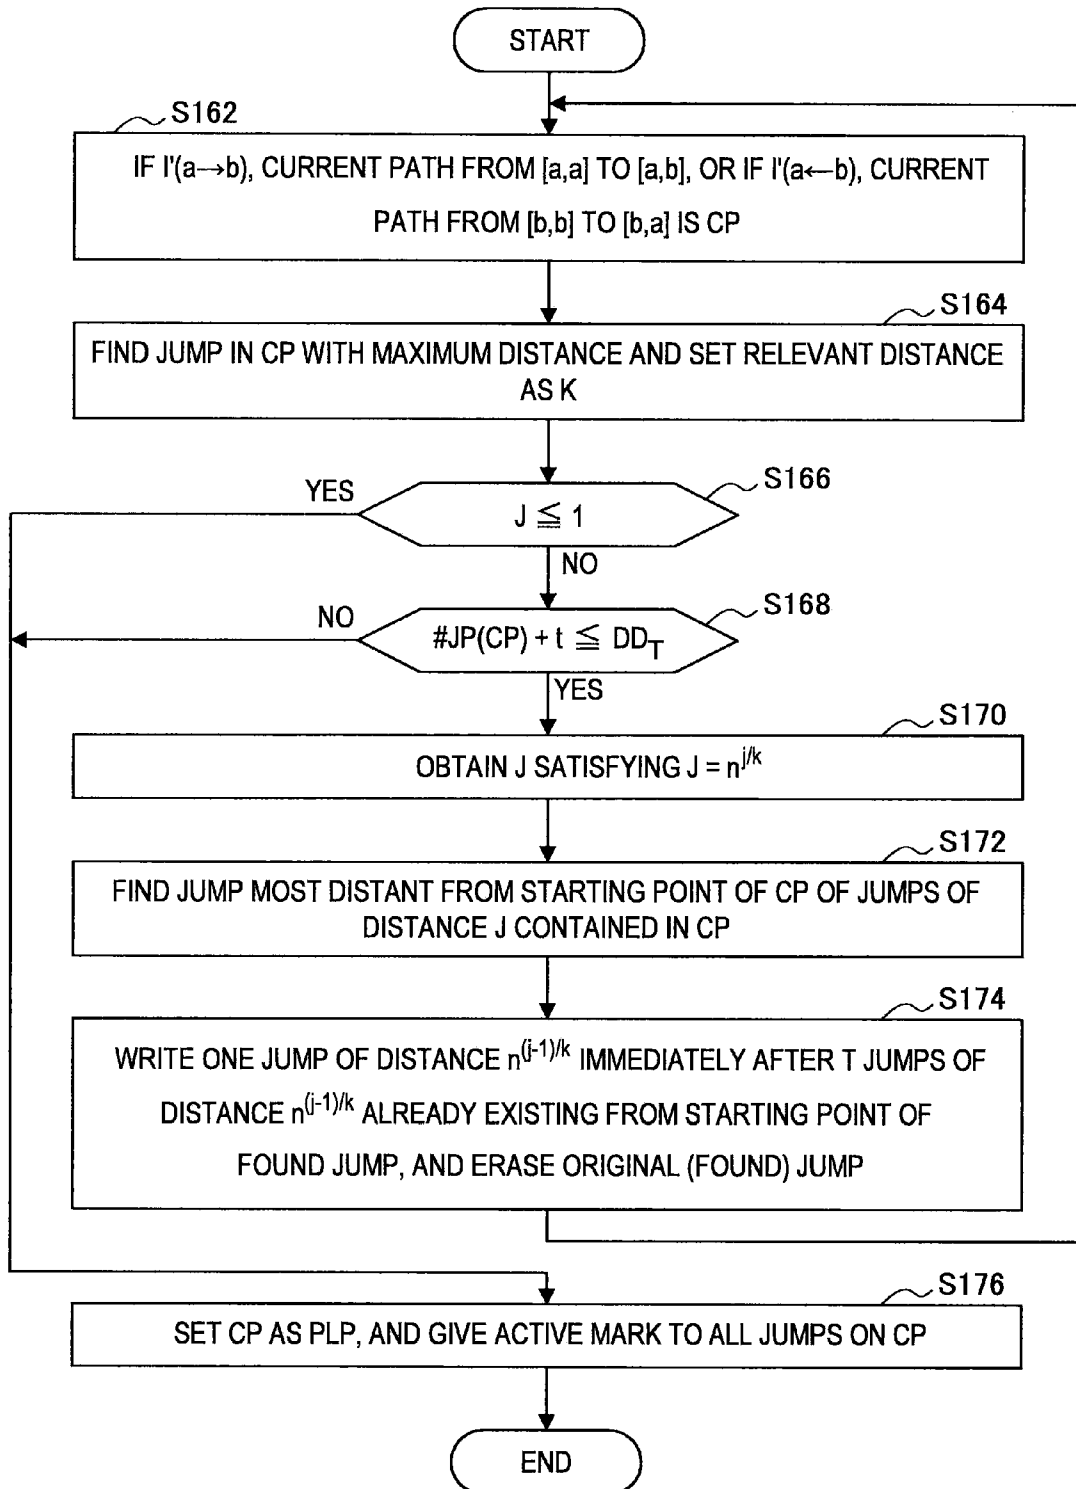 START
S162
IF I'(a→b), CURRENT PATH FROM [a,a] TO [a,b], OR IF I'(a←b), CURRENT
PATH FROM [b,b] TO [b,a] IS CP
S164
FIND JUMP IN CP WITH MAXIMUM DISTANCE AND SET RELEVANT DISTANCE
AS K
S166
YES
J ≦ 1
NO
S168
NO
#JP(CP) + t ≦ DD_T
YES
S170
OBTAIN J SATISFYING J = n^{j/k}
S172
FIND JUMP MOST DISTANT FROM STARTING POINT OF CP OF JUMPS OF
DISTANCE J CONTAINED IN CP
S174
WRITE ONE JUMP OF DISTANCE n^{(j-1)/k} IMMEDIATELY AFTER T JUMPS OF
DISTANCE n^{(j-1)/k} ALREADY EXISTING FROM STARTING POINT OF
FOUND JUMP, AND ERASE ORIGINAL (FOUND) JUMP
S176
SET CP AS PLP, AND GIVE ACTIVE MARK TO ALL JUMPS ON CP
END